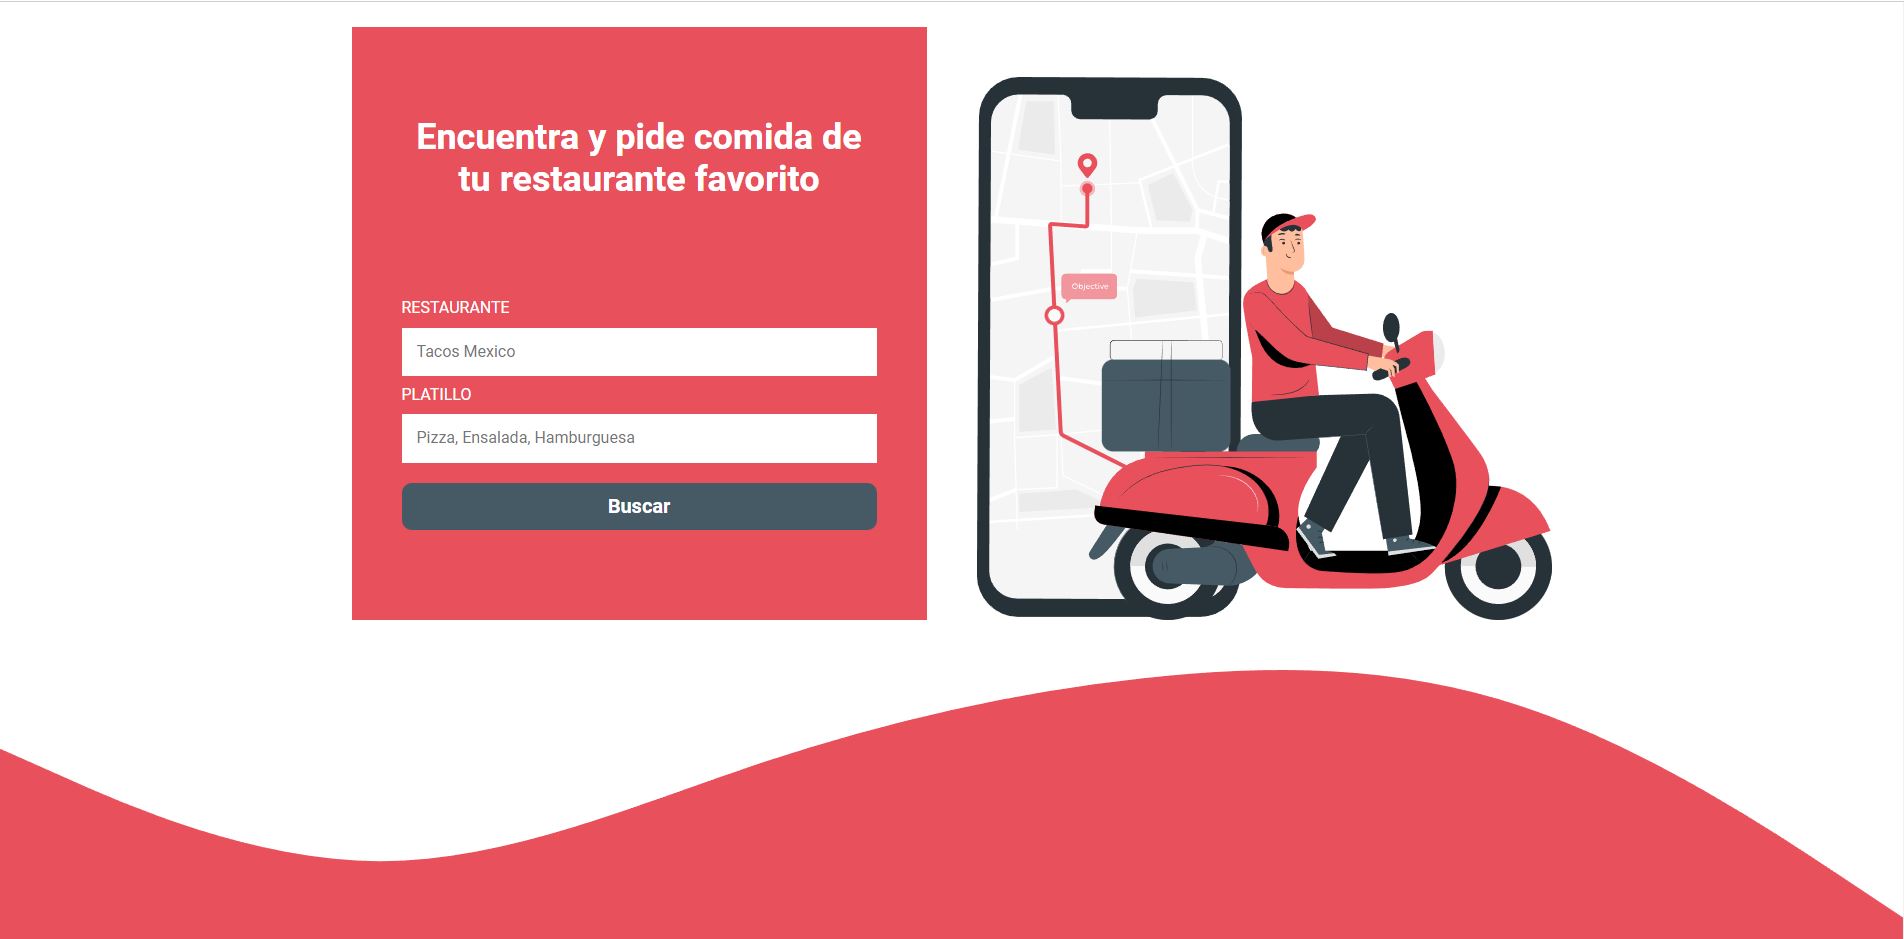 Encuentra y pide comida de
tu restaurante favorito
RESTAURANTE
Tacos Mexico
PLATILLO
Pizza, Ensalada, Hamburguesa
Buscar
Objective